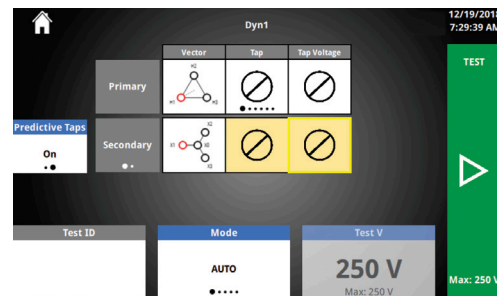 Dyn1
12/19/2018
7:29:39 AM
Vector
Tap
Tap Voltage
TEST
Primary
H2
H1
H3
Predictive Taps
On
Secondary
X2
X1
X0
X3
Test ID
Mode
Test V
AUTO
250 V
Max: 250 V
Max: 250 V